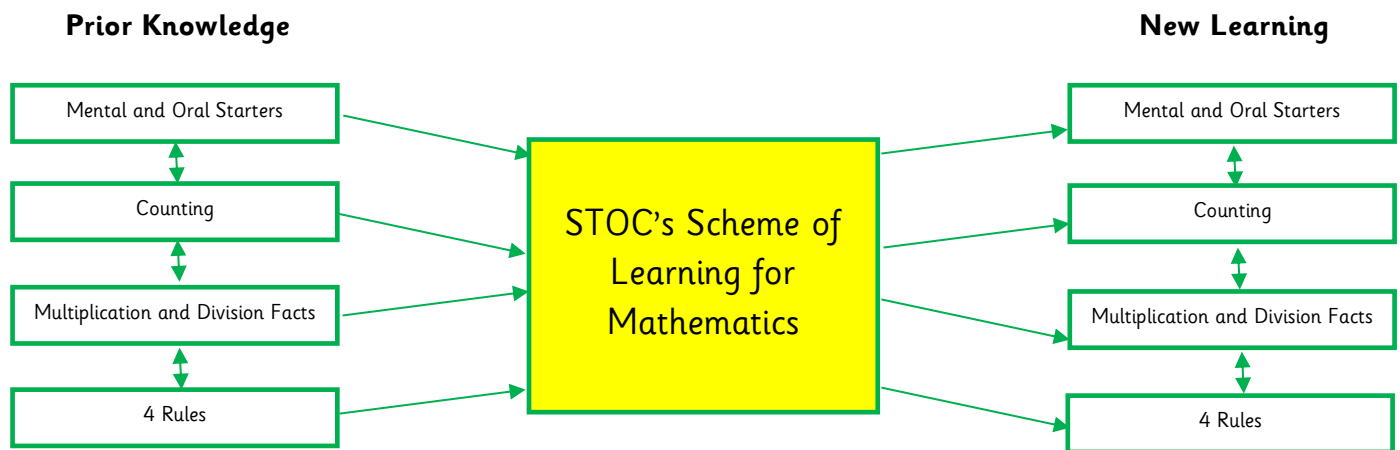 Prior Knowledge
Mental and Oral Starters
Counting
Multiplication and Division Facts
4 Rules
STOC’s Scheme of
Learning for
Mathematics
New Learning
Mental and Oral Starters
Counting
Multiplication and Division Facts
4 Rules